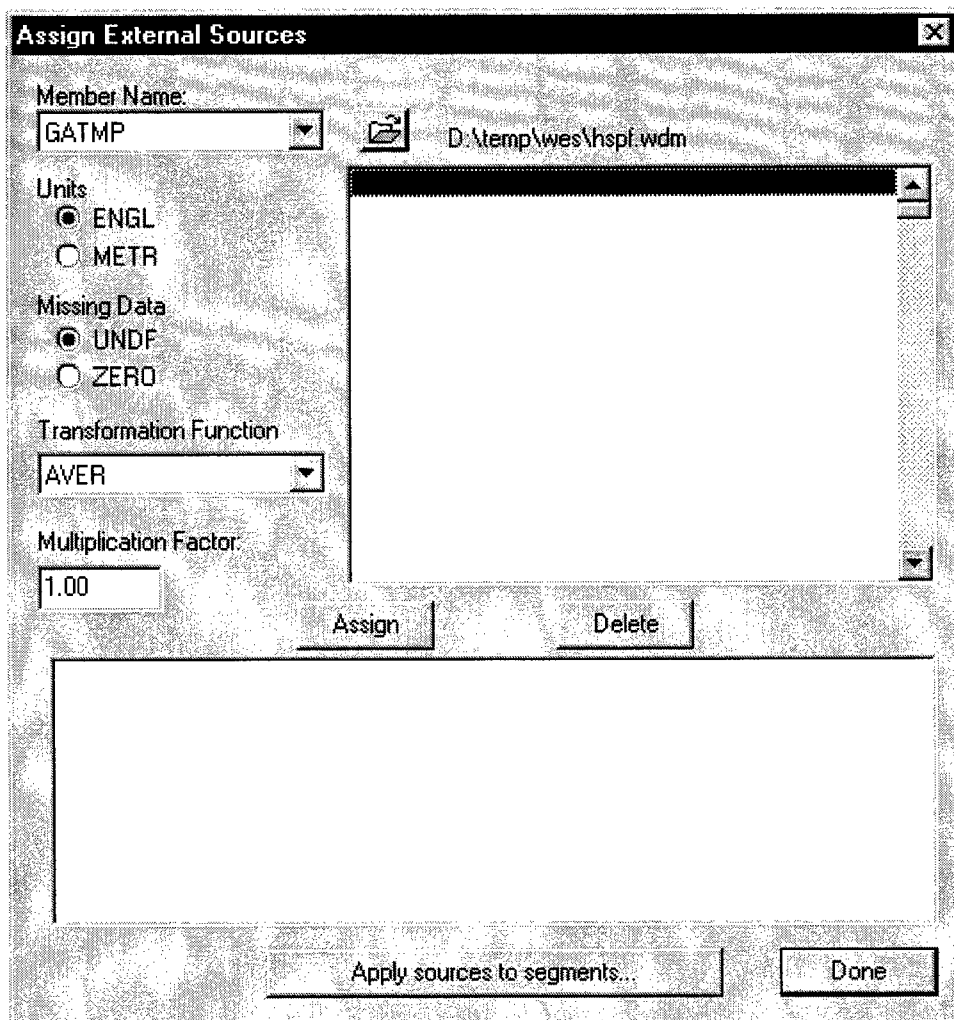 Assign External Sources
Member Name:
GATMP
D:\temp\wes\hspf.wdm
Units
ENGL
METR
Missing Data
UNDF
ZERO
Transformation Function
AVER
Multiplication Factor:
1.00
Assign
Delete
Apply sources to segments...
Done